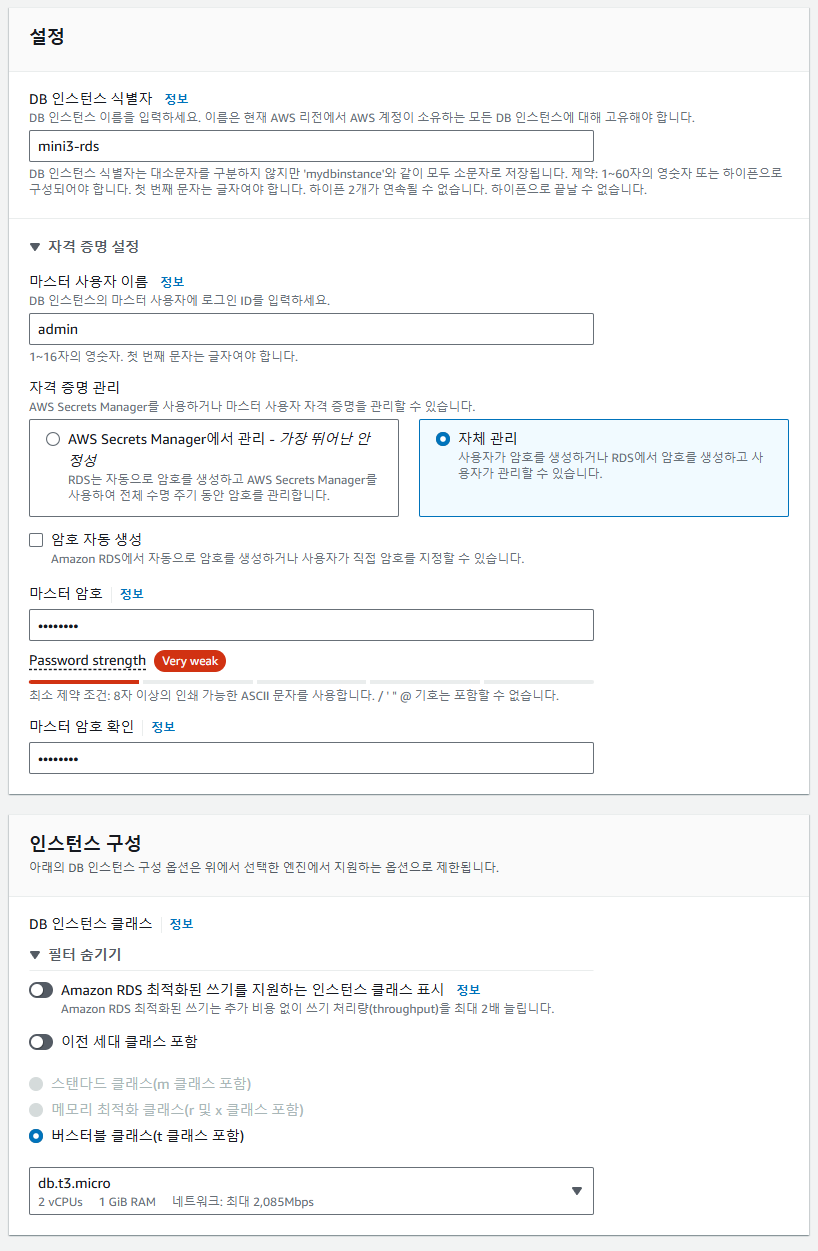 설정
DB 인스턴스 식별자 정보
DB 인스턴스 이름을 입력하세요. 이름은 현재 AWS 리전에서 AWS 계정이 소유하는 모든 DB 인스턴스에 대해 고유해야 합니다.
mini3-rds
DB 인스턴스 식별자는 대소문자를 구분하지 않지만 'mydbinstance'와 같이 모두 소문자로 저장됩니다. 제약: 1~60자의 영숫자 또는 하이픈으로
구성되어야 합니다. 첫 번째 문자는 글자여야 합니다. 하이픈 2개가 연속될 수 없습니다. 하이픈으로 끝날 수 없습니다.
▼ 자격 증명 설정
마스터 사용자 이름 정보
DB 인스턴스의 마스터 사용자에 로그인 ID를 입력하세요.
admin
1~16자의 영숫자. 첫 번째 문자는 글자여야 합니다.
자격 증명 관리
AWS Secrets Manager를 사용하거나 마스터 사용자 자격 증명을 관리할 수 있습니다.
AWS Secrets Manager에서 관리 - 가장 뛰어난 안
정성
RDS는 자동으로 암호를 생성하고 AWS Secrets Manager를
사용하여 전체 수명 주기 동안 암호를 관리합니다.
자체 관리
사용자가 암호를 생성하거나 RDS에서 암호를 생성하고 사
용자가 관리할 수 있습니다.
암호 자동 생성
Amazon RDS에서 자동으로 암호를 생성하거나 사용자가 직접 암호를 지정할 수 있습니다.
마스터 암호 정보
••••••••
Password strength Very weak
최소 제약 조건: 8자 이상의 인쇄 가능한 ASCII 문자를 사용합니다. / ' " @ 기호는 포함할 수 없습니다.
마스터 암호 확인 정보
••••••••
인스턴스 구성
아래의 DB 인스턴스 구성 옵션은 위에서 선택한 엔진에서 지원하는 옵션으로 제한됩니다.
DB 인스턴스 클래스 정보
▼ 필터 숨기기
Amazon RDS 최적화된 쓰기를 지원하는 인스턴스 클래스 표시 정보
Amazon RDS 최적화된 쓰기는 추가 비용 없이 쓰기 처리량(throughput)을 최대 2배 늘립니다.
이전 세대 클래스 포함
스탠다드 클래스(m 클래스 포함)
메모리 최적화 클래스(r 및 x 클래스 포함)
버스터블 클래스(t 클래스 포함)
db.t3.micro
2 vCPUs 1 GiB RAM 네트워크: 최대 2,085Mbps